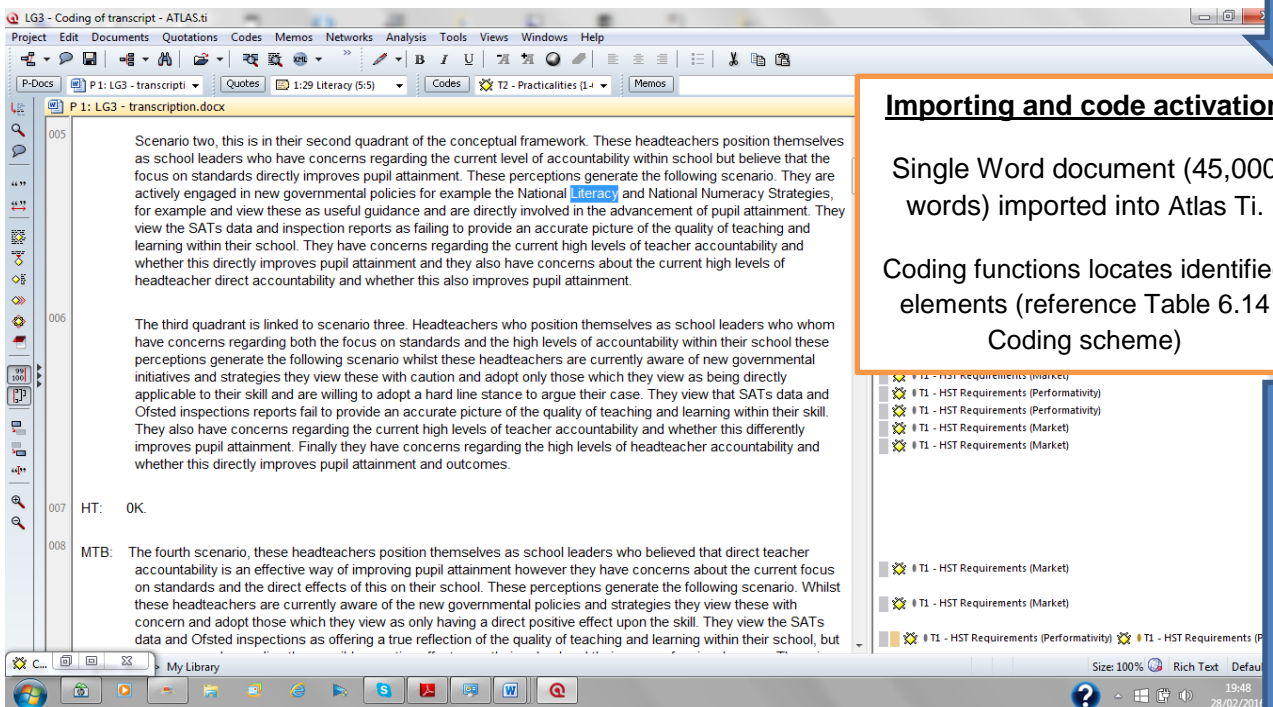 LG3 - Coding of transcript - ATLAS.ti
Project Edit Documents Quotations Codes Memos Networks Analysis Tools Views Windows Help
B I U
P-Docs P 1: LG3 - transcripti Quotes 1:29 Literacy (5:5) Codes T2 - Practicalities {1- Memos
P 1: LG3 - transcription.docx
Importing and code activation
Single Word document (45,000
words) imported into Atlas Ti.
Coding functions locates identifie
elements (reference Table 6.14
Coding scheme)
005
Scenario two, this is in their second quadrant of the conceptual framework. These headteachers position themselves
as school leaders who have concerns regarding the current level of accountability within school but believe that the
focus on standards directly improves pupil attainment. These perceptions generate the following scenario. They are
actively engaged in new governmental policies for example the National Literacy and National Numeracy Strategies,
for example and view these as useful guidance and are directly involved in the advancement of pupil attainment. They
view the SATs data and inspection reports as failing to provide an accurate picture of the quality of teaching and
learning within their school. They have concerns regarding the current high levels of teacher accountability and
whether this directly improves pupil attainment and they also have concerns about the current high levels of
headteacher direct accountability and whether this also improves pupil attainment.
006
The third quadrant is linked to scenario three. Headteachers who position themselves as school leaders who whom
have concerns regarding both the focus on standards and the high levels of accountability within their school these
perceptions generate the following scenario whilst these headteachers are currently aware of new governmental
initiatives and strategies they view these with caution and adopt only those which they view as being directly
applicable to their skill and are willing to adopt a hard line stance to argue their case. They view that SATs data and
Ofsted inspections reports fail to provide an accurate picture of the quality of teaching and learning within their skill.
They also have concerns regarding the current high levels of teacher accountability and whether this differently
improves pupil attainment. Finally they have concerns regarding the high levels of headteacher accountability and
whether this directly improves pupil attainment and outcomes.
T1 - HST Requirements (Market)
T1 - HST Requirements (Performativity)
T1 - HST Requirements (Performativity)
T1 - HST Requirements (Market)
T1 - HST Requirements (Market)
007 HT: 0K.
008 MTB: The fourth scenario, these headteachers position themselves as school leaders who believed that direct teacher
accountability is an effective way of improving pupil attainment however they have concerns about the current focus
on standards and the direct effects of this on their school. These perceptions generate the following scenario. Whilst
these headteachers are currently aware of the new governmental policies and strategies they view these with
concern and adopt those which they view as only having a direct positive effect upon the skill. They view the SATs
data and Ofsted inspections as offering a true reflection of the quality of teaching and learning within their school, but
T1 - HST Requirements (Market)
T1 - HST Requirements (Market)
T1 - HST Requirements (Performativity) T1 - HST Requirements (P
C... My Library
Size: 100% Rich Text Defau
19:48
28/02/2016